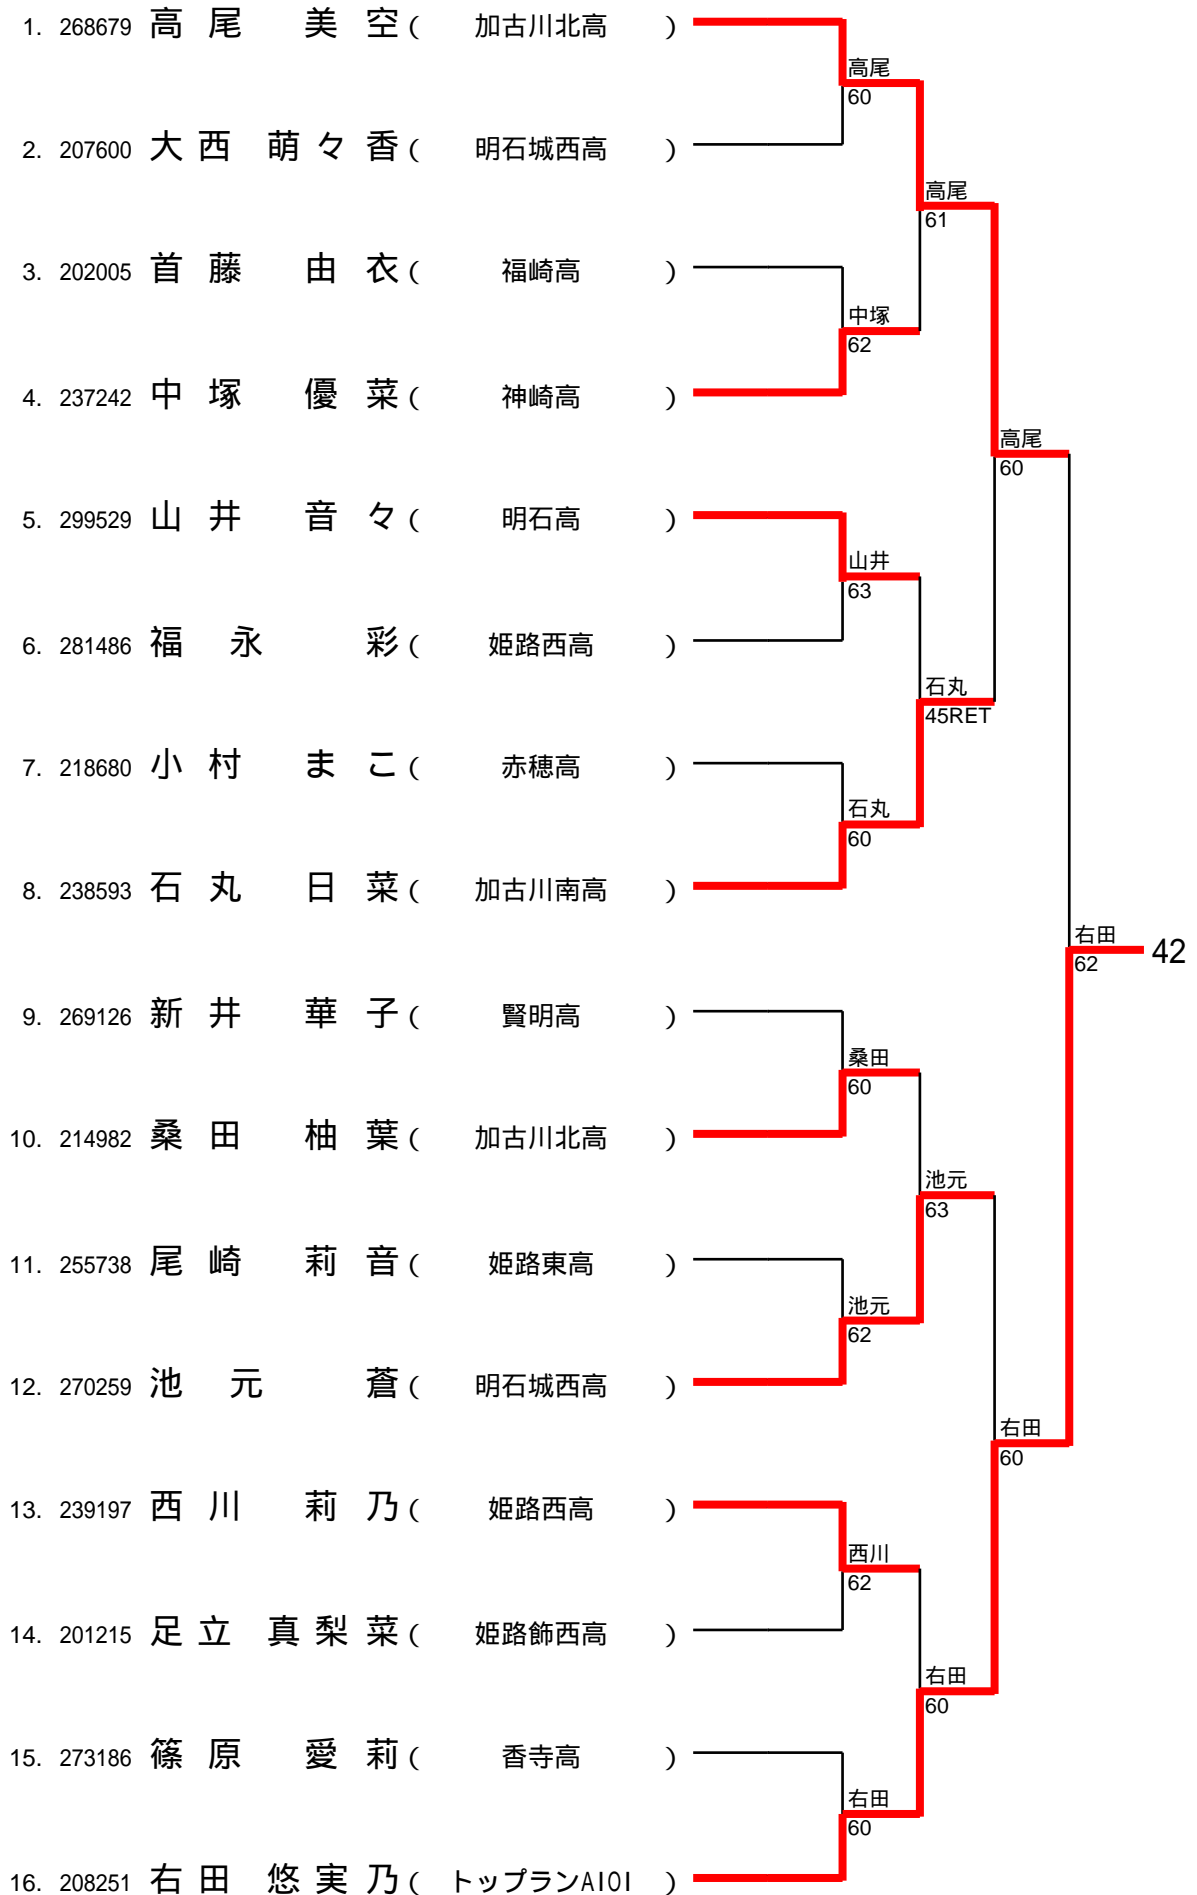 1. 268679 高尾 美空 ( 加古川北高 )
高尾
60
2. 207600 大西 萌々香 ( 明石城西高 )
高尾
61
3. 202005 首藤 由衣 ( 福崎高 )
中塚
62
4. 237242 中塚 優菜 ( 神崎高 )
高尾
60
5. 299529 山井 音々 ( 明石高 )
山井
63
6. 281486 福永 彩 ( 姫路西高 )
石丸
45RET
7. 218680 小村 まこ ( 赤穂高 )
石丸
60
8. 238593 石丸 日菜 ( 加古川南高 )
右田
62
42
9. 269126 新井 華子 ( 賢明高 )
桑田
60
10. 214982 桑田 柚葉 ( 加古川北高 )
池元
63
11. 255738 尾崎 莉音 ( 姫路東高 )
池元
62
12. 270259 池元 蒼 ( 明石城西高 )
右田
60
13. 239197 西川 莉乃 ( 姫路西高 )
西川
62
14. 201215 足立 真梨菜 ( 姫路飾西高 )
右田
60
15. 273186 篠原 愛莉 ( 香寺高 )
右田
60
16. 208251 右田 悠実乃 ( トップランAIOI )